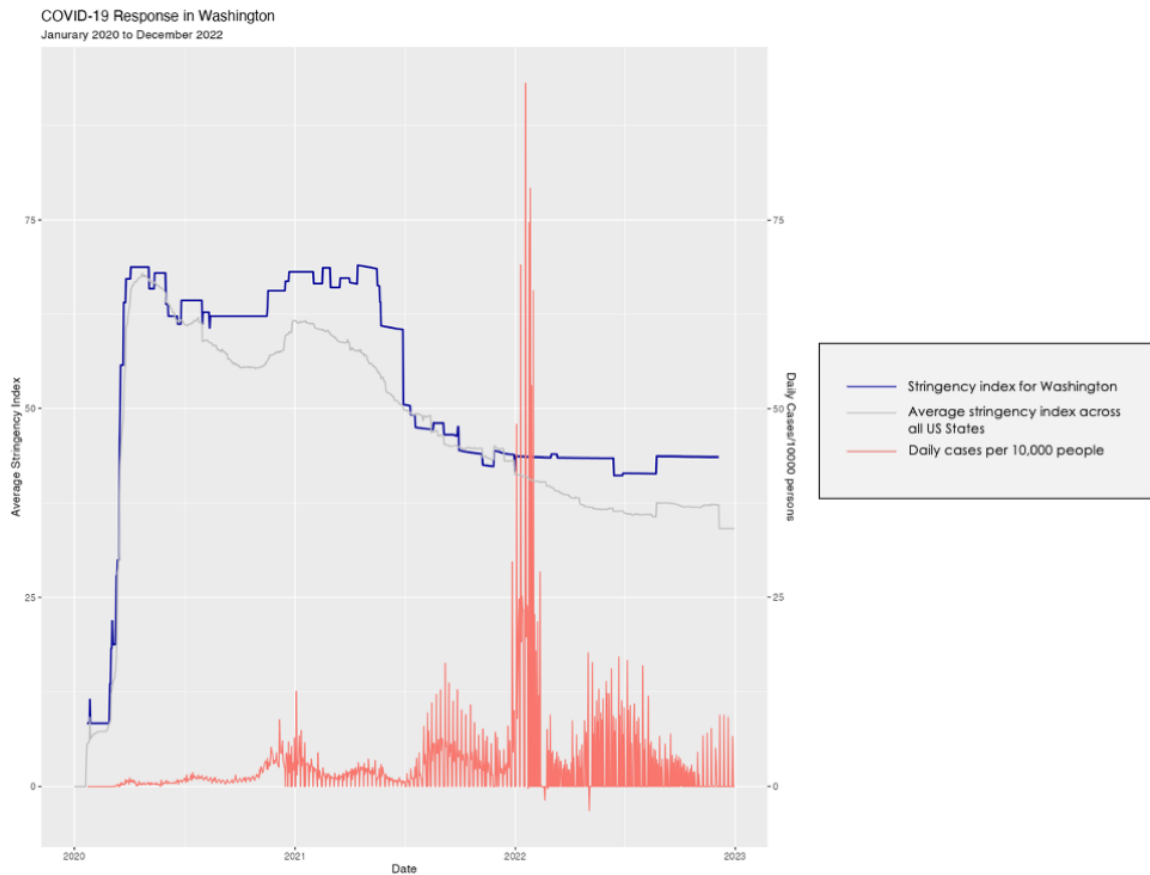 COVID-19 Response in Washington
Janurary 2020 to December 2022
Average Stringency Index
75
50
25
0
75
50
25
0
Daily Cases/10000 persons
2020
2021
2022
2023
Date
Stringency index for Washington
Average stringency index across
all US States
Daily cases per 10,000 people